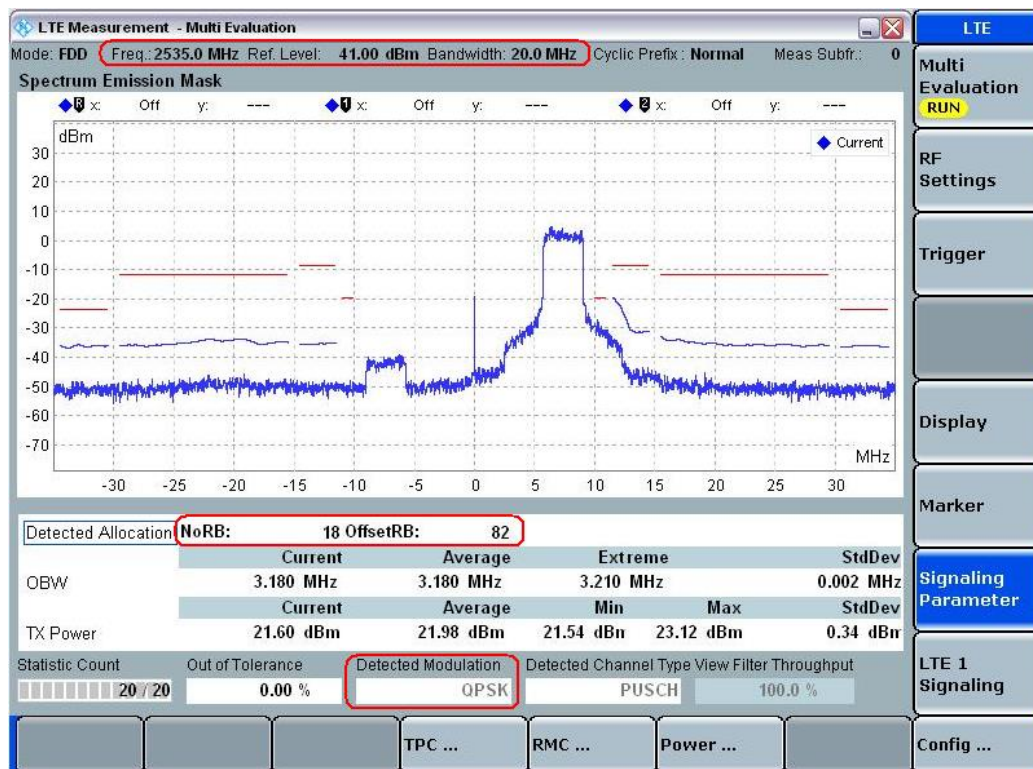 LTE Measurement - Multi Evaluation
LTE
Mode: FDD Freq.: 2535.0 MHz Ref. Level: 41.00 dBm Bandwidth: 20.0 MHz Cyclic Prefix : Normal Meas Subfr.: 0
Spectrum Emission Mask
R x: Off y: --- 1 x: Off y: --- 2 x: Off y: ---
dBm
Current
30
20
10
0
-10
-20
-30
-40
-50
-60
-70
MHz
-30 -25 -20 -15 -10 -5 0 5 10 15 20 25 30
Detected Allocation NoRB: 18 OffsetRB: 82
Current Average Extreme StdDev
OBW 3.180 MHz 3.180 MHz 3.210 MHz 0.002 MHz
Current Average Min Max StdDev
TX Power 21.60 dBm 21.98 dBm 21.54 dBm 23.12 dBm 0.34 dBm
Statistic Count Out of Tolerance Detected Modulation Detected Channel Type View Filter Throughput
20 / 20 0.00 % QPSK PUSCH 100.0 %
TPC ... RMC ... Power ...
Multi
Evaluation
RUN
RF
Settings
Trigger
Display
Marker
Signaling
Parameter
LTE 1
Signaling
Config ...